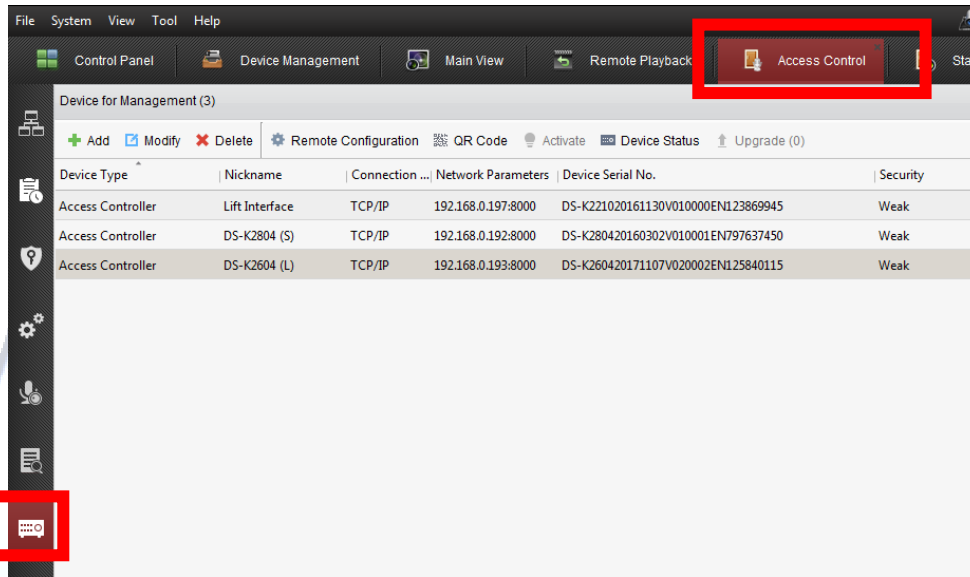 File System View Tool Help
Control Panel Device Management Main View Remote Playback Access Control Sta
Device for Management (3)
Add Modify Delete Remote Configuration QR Code Activate Device Status Upgrade (0)
Device Type Nickname Connection ... Network Parameters Device Serial No. Security
Access Controller Lift Interface TCP/IP 192.168.0.197:8000 DS-K221020161130V010000EN123869945 Weak
Access Controller DS-K2804 (S) TCP/IP 192.168.0.192:8000 DS-K280420160302V010001EN797637450 Weak
Access Controller DS-K2604 (L) TCP/IP 192.168.0.193:8000 DS-K260420171107V020002EN125840115 Weak